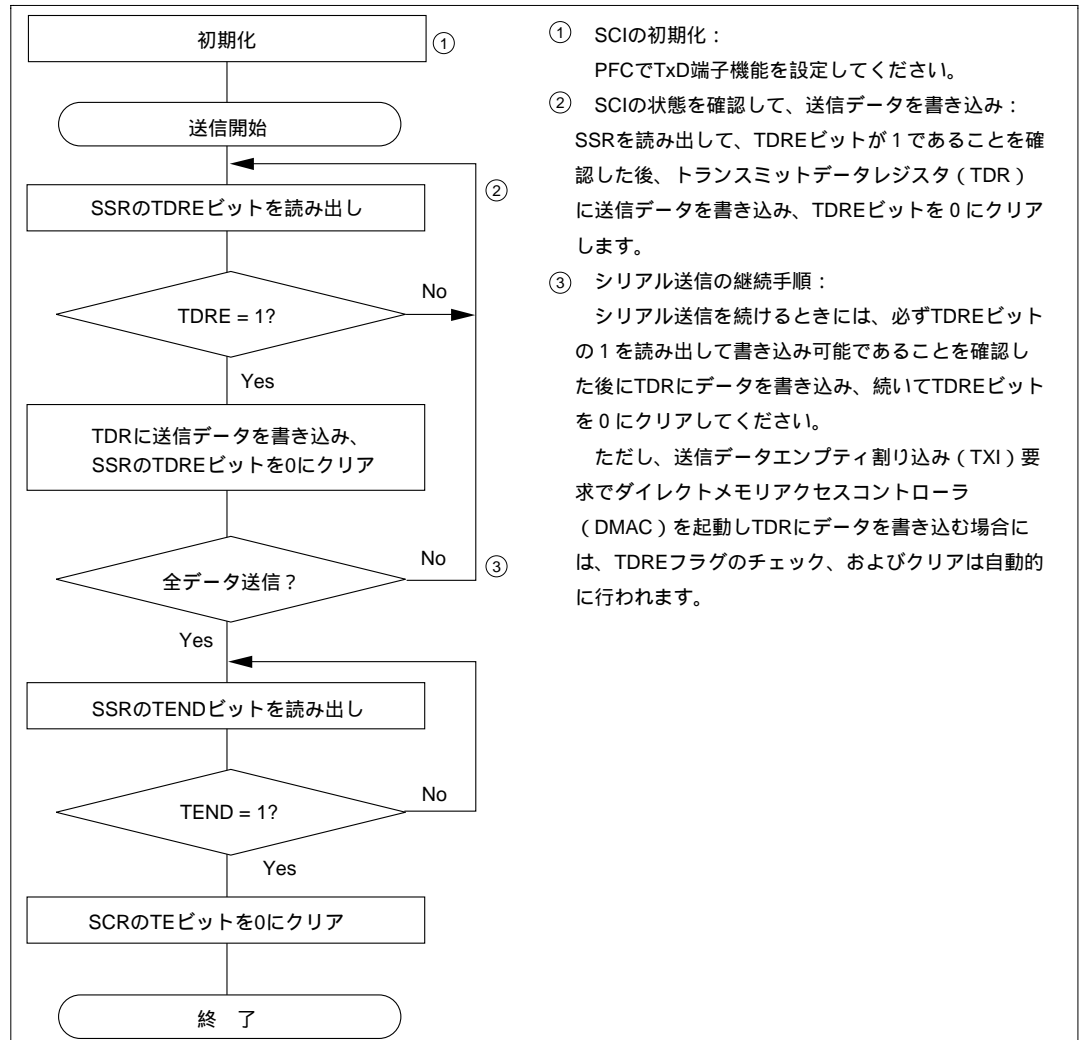 初期化
①
送信開始
②
SSRのTDREビットを読み出し
No
TDRE = 1?
Yes
TDRに送信データを書き込み、
SSRのTDREビットを0にクリア
No
③
全データ送信？
Yes
SSRのTENDビットを読み出し
No
TEND = 1?
Yes
SCRのTEビットを0にクリア
終　了
①　SCIの初期化：
PFCでTxD端子機能を設定してください。
②　SCIの状態を確認して、送信データを書き込み：
SSRを読み出して、TDREビットが１であることを確
認した後、トランスミットデータレジスタ（TDR）
に送信データを書き込み、TDREビットを０にクリア
します。
③　シリアル送信の継続手順：
シリアル送信を続けるときには、必ずTDREビット
の１を読み出して書き込み可能であることを確認し
た後にTDRにデータを書き込み、続いてTDREビット
を０にクリアしてください。
ただし、送信データエンプティ割り込み（TXI）要
求でダイレクトメモリアクセスコントローラ
（DMAC）を起動しTDRにデータを書き込む場合に
は、TDREフラグのチェック、およびクリアは自動的
に行われます。